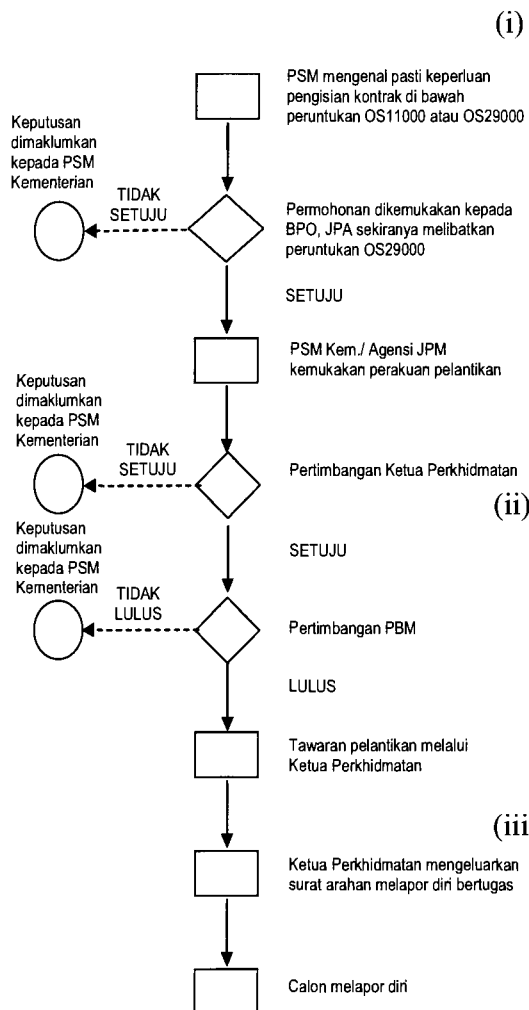 (i)
PSM mengenal pasti keperluan
pengisian kontrak di bawah
peruntukan OS11000 atau OS29000
Keputusan
dimaklumkan
kepada PSM
Kementerian
TIDAK
SETUJU
Permohonan dikemukakan kepada
BPO, JPA sekiranya melibatkan
peruntukan OS29000
SETUJU
PSM Kem./ Agensi JPM
kemukakan perakuan pelantikan
Keputusan
dimaklumkan
kepada PSM
Kementerian
TIDAK
SETUJU
Pertimbangan Ketua Perkhidmatan
(ii)
SETUJU
Keputusan
dimaklumkan
kepada PSM
Kementerian
TIDAK
LULUS
Pertimbangan PBM
LULUS
Tawaran pelantikan melalui
Ketua Perkhidmatan
(iii
Ketua Perkhidmatan mengeluarkan
surat arahan melapor diri bertugas
Calon melapor diri